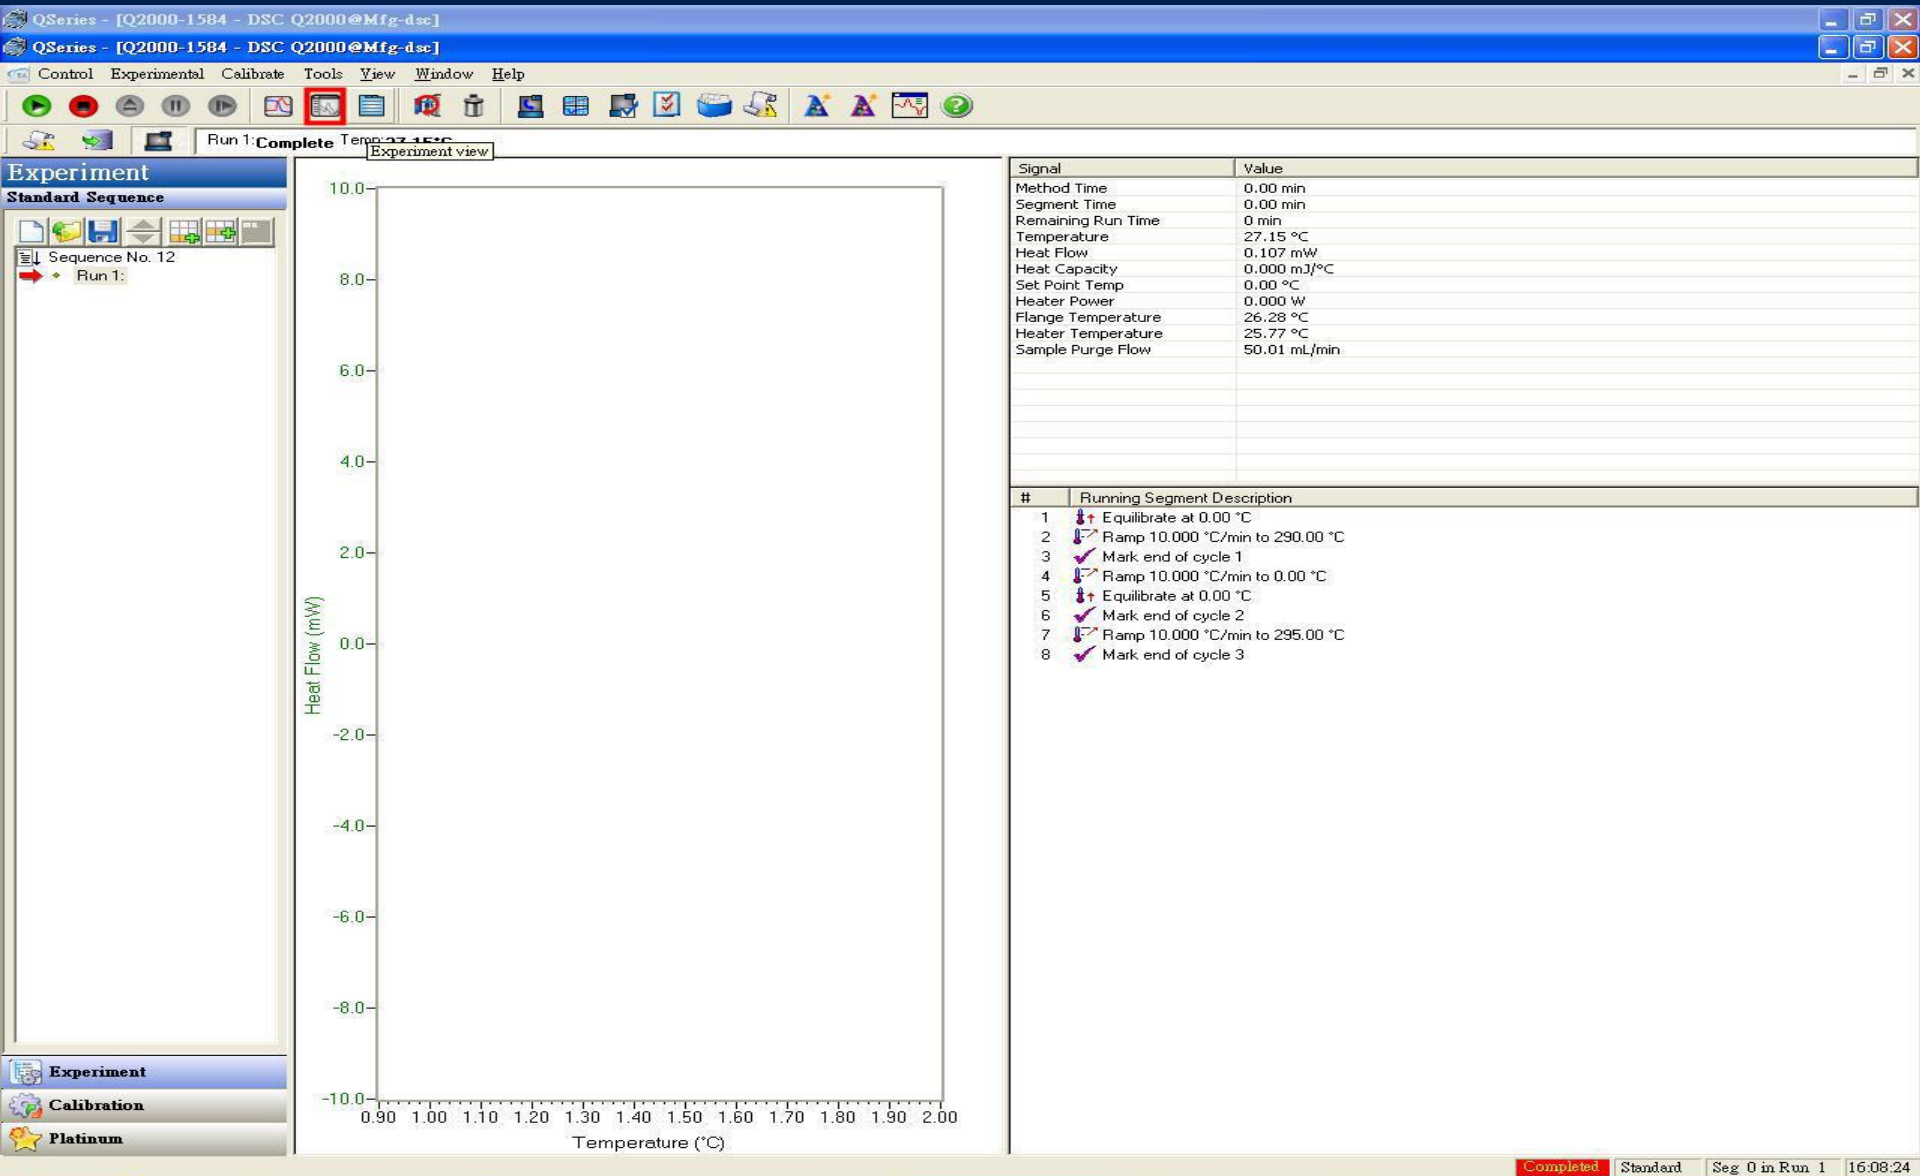 QSeries - [Q2000-1584 - DSC Q2000@Mfg-dsc]
QSeries - [Q2000-1584 - DSC Q2000@Mfg-dsc]
Control Experimental Calibrate Tools View Window Help
Run 1:Complete Temp:27.15°C
Experiment view
Experiment
Standard Sequence
Sequence No. 12
Run 1:
Experiment
Calibration
Platinum
10.0
8.0
6.0
4.0
2.0
0.0
-2.0
-4.0
-6.0
-8.0
-10.0
Heat Flow (mW)
0.90 1.00 1.10 1.20 1.30 1.40 1.50 1.60 1.70 1.80 1.90 2.00
Temperature (°C)
Signal Value
Method Time 0.00 min
Segment Time 0.00 min
Remaining Run Time 0 min
Temperature 27.15 °C
Heat Flow 0.107 mW
Heat Capacity 0.000 mJ/°C
Set Point Temp 0.00 °C
Heater Power 0.000 W
Flange Temperature 26.28 °C
Heater Temperature 25.77 °C
Sample Purge Flow 50.01 mL/min
# Running Segment Description
1 Equilibrate at 0.00 °C
2 Ramp 10.000 °C/min to 290.00 °C
3 Mark end of cycle 1
4 Ramp 10.000 °C/min to 0.00 °C
5 Equilibrate at 0.00 °C
6 Mark end of cycle 2
7 Ramp 10.000 °C/min to 295.00 °C
8 Mark end of cycle 3
Completed Standard Seg 0 in Run 1 16:08:24